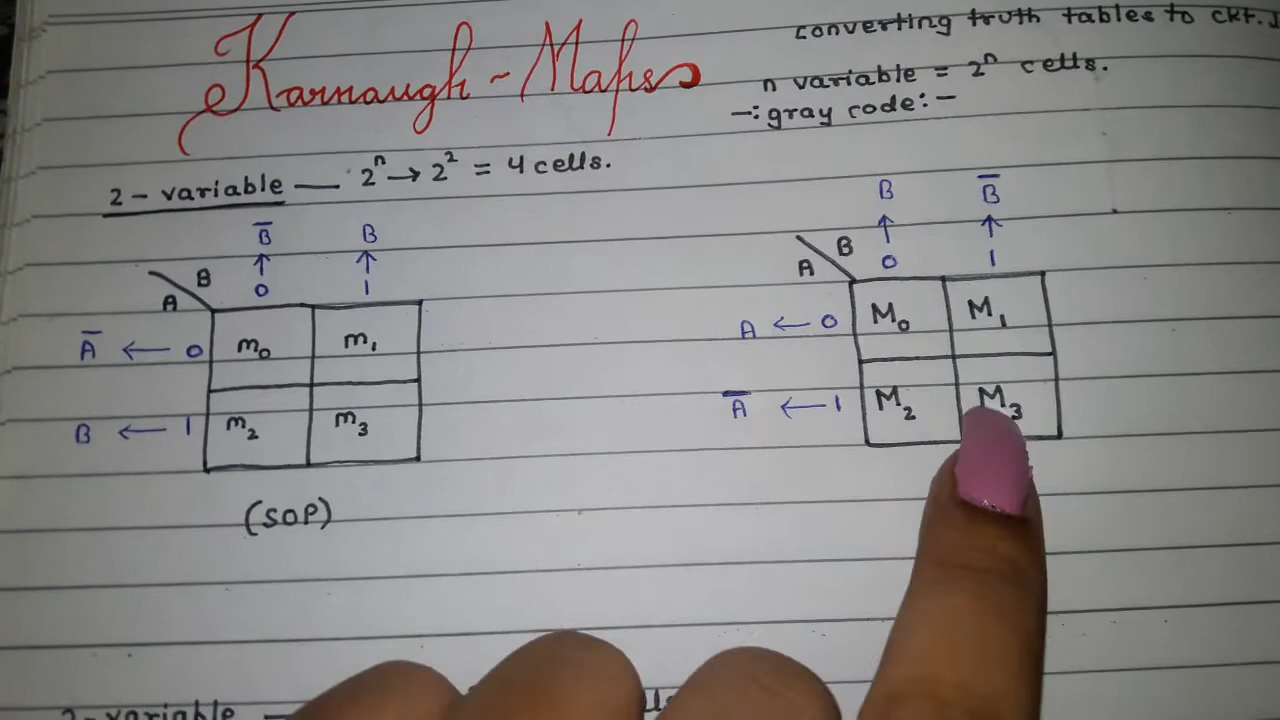 Karnaugh-Maps
converting truth tables to ckt.
n variable = 2ⁿ cells.
-: gray code:-
2-variable — 2ⁿ → 2² = 4 cells.
B̅ B
↑ ↑
A B 0 1
A̅ ← 0 m₀ m₁
B ← 1 m₂ m₃
(SOP)
B B̅
↑ ↑
A B 0 1
A ← 0 M₀ M₁
A̅ ← 1 M₂ M₃
variable